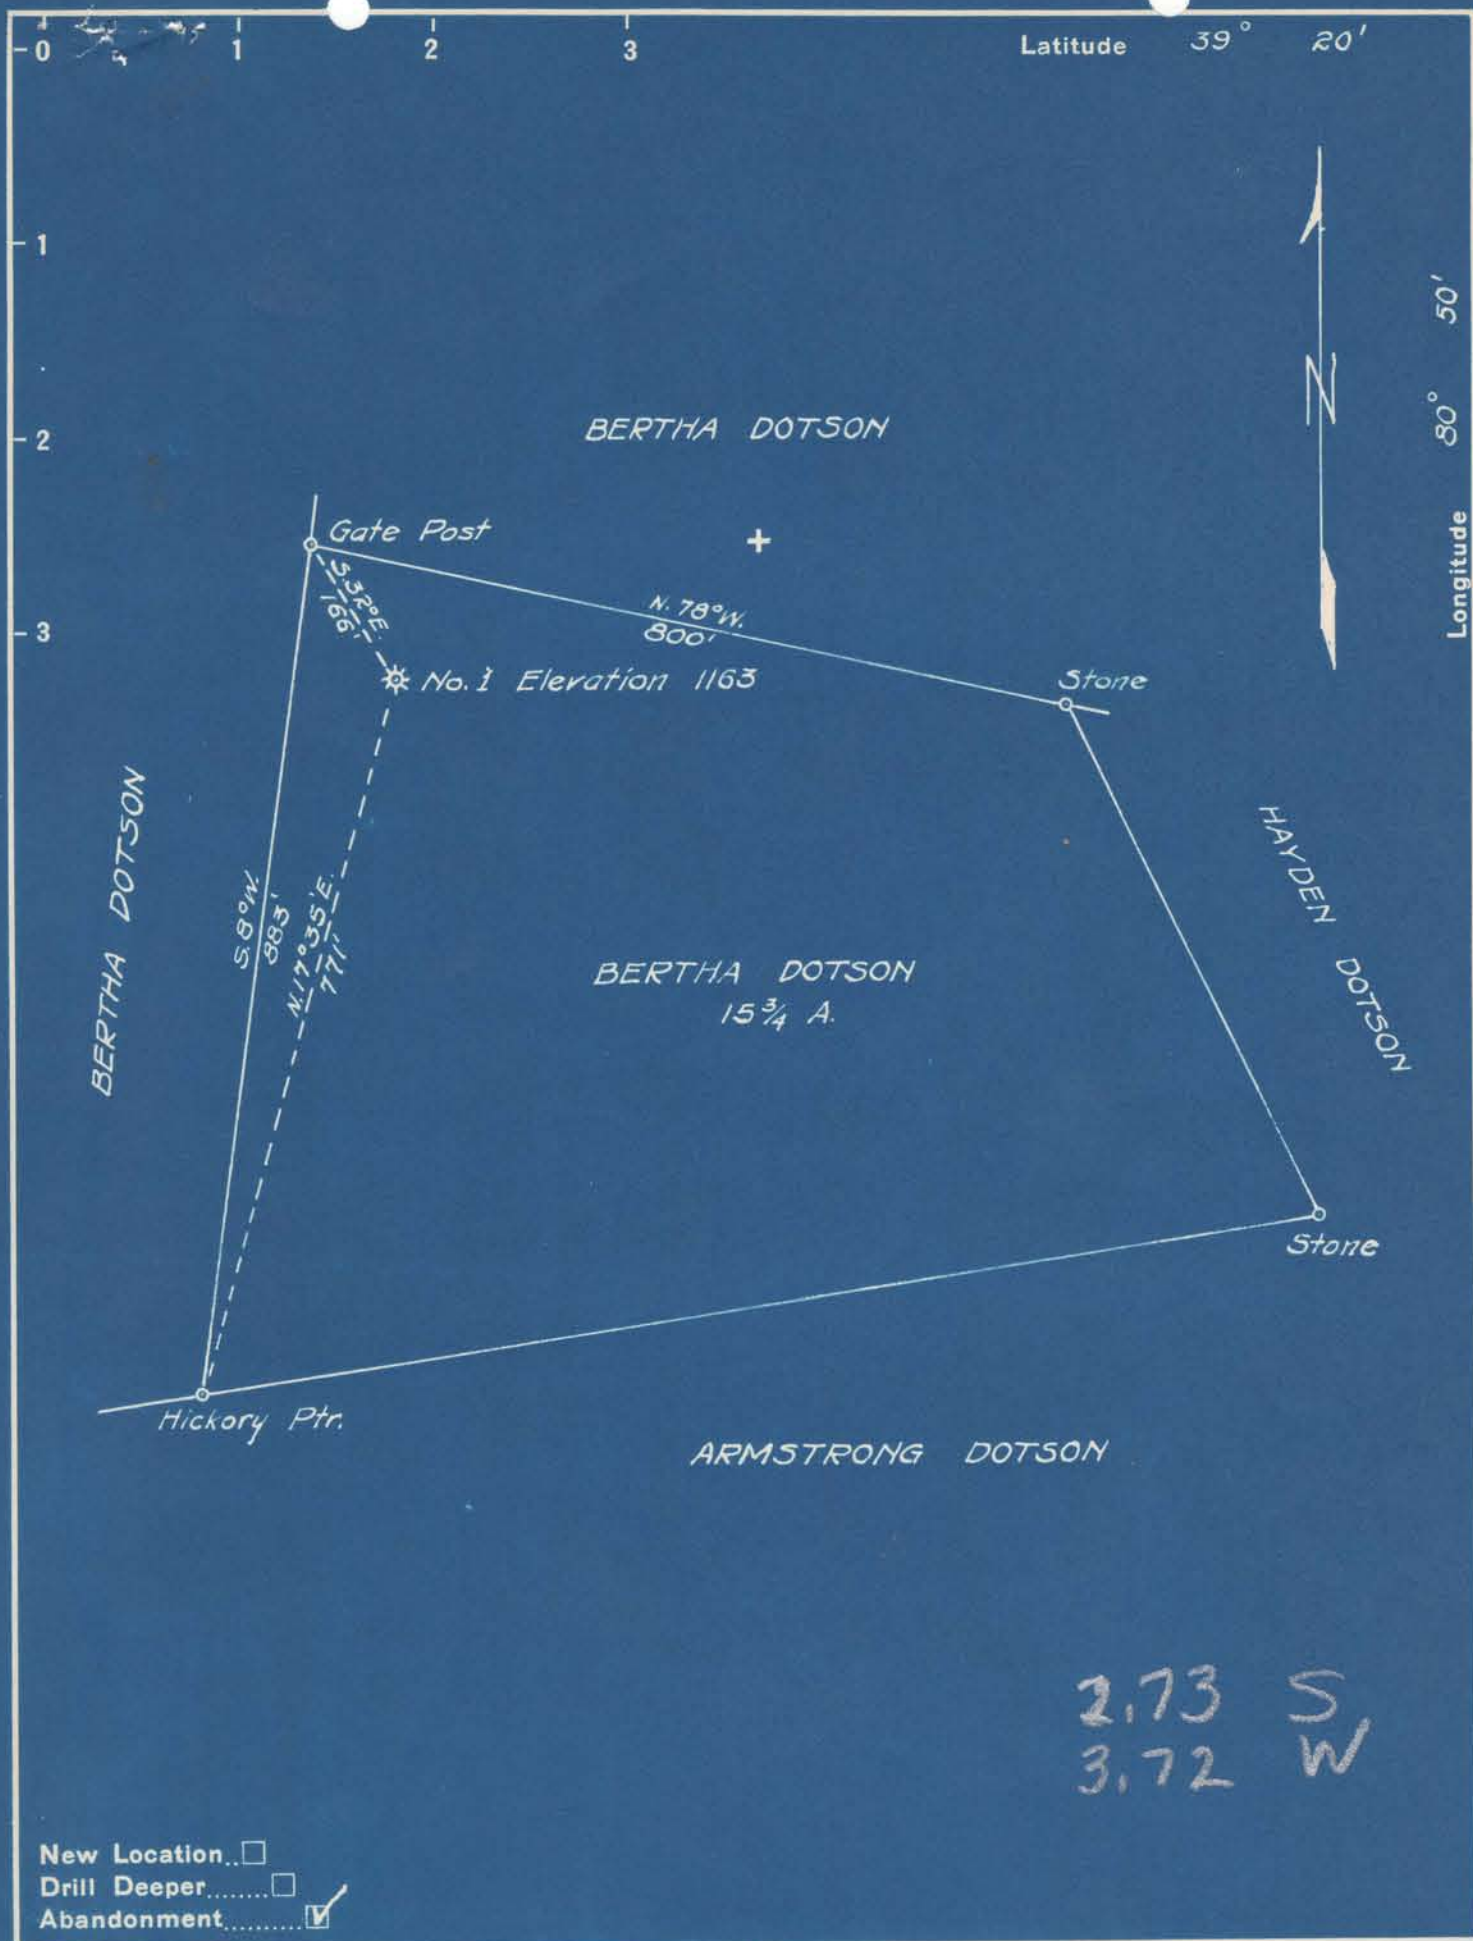 0 1 2 3 Latitude 39° 20'
1
2
3
Longitude 80° 50'
N
BERTHA DOTSON
Gate Post
S.32°E.
166'
N. 78°W.
800'
No. 1 Elevation 1163
Stone
BERTHA DOTSON
S.8°W.
883'
N.17°35'E.
771'
HAYDEN DOTSON
BERTHA DOTSON
15 3/4 A.
Stone
Hickory Ptr.
ARMSTRONG DOTSON
2.73 S
3.72 W
New Location..
Drill Deeper........
Abandonment..........